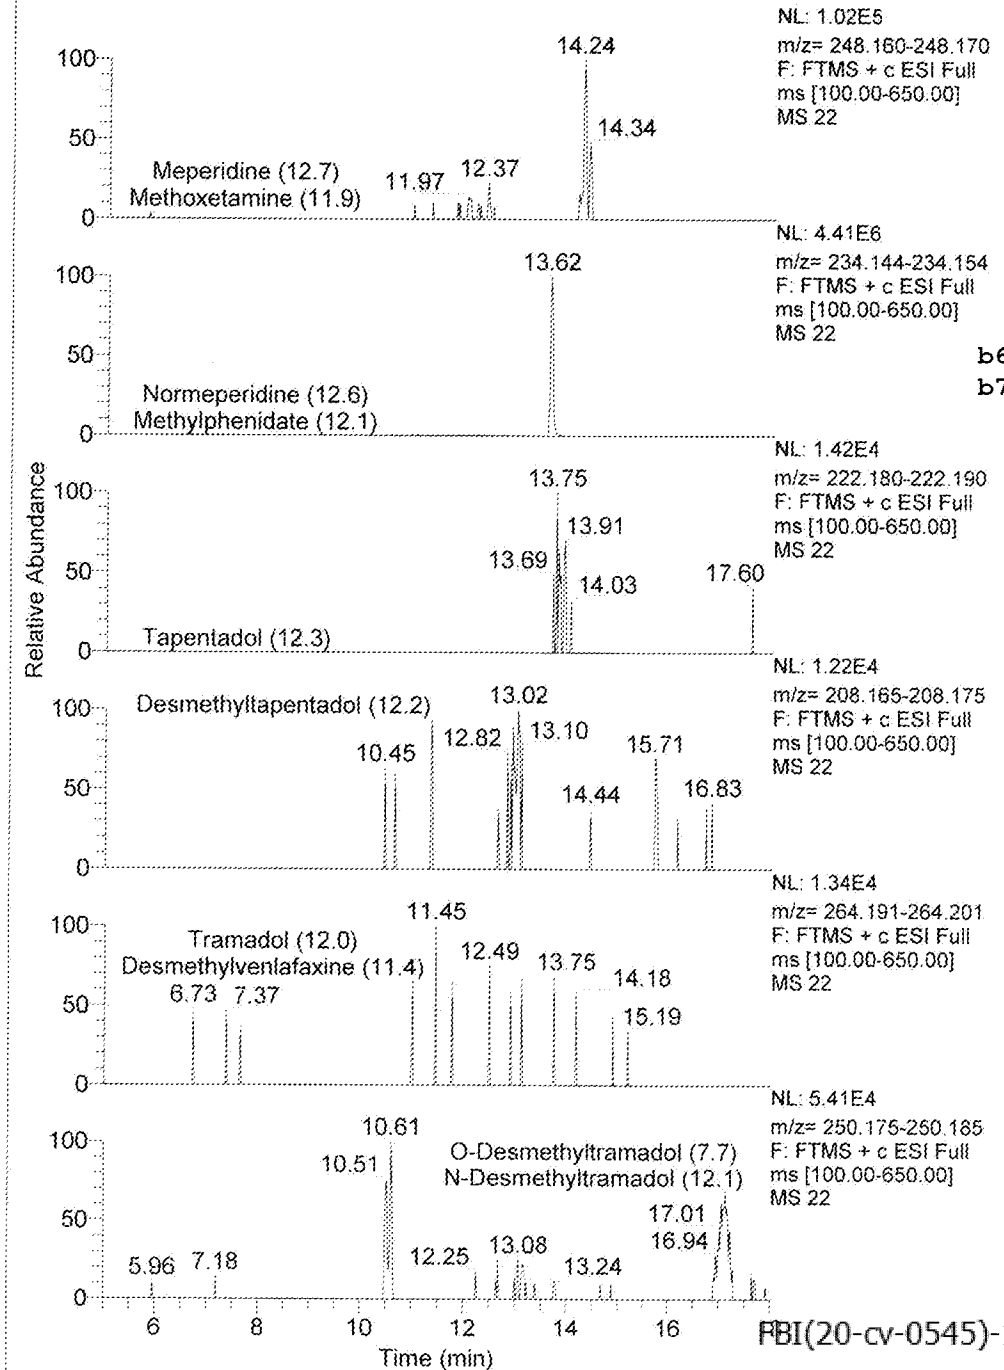 NL: 1.02E5
m/z= 248.160-248.170
F: FTMS + c ESI Full
ms [100.00-650.00]
MS 22
14.24
14.34
12.37
11.97
Meperidine (12.7)
Methoxetamine (11.9)
100
50
0
NL: 4.41E6
m/z= 234.144-234.154
F: FTMS + c ESI Full
ms [100.00-650.00]
MS 22
b6
b7
13.62
100
50
0
Normeperidine (12.6)
Methylphenidate (12.1)
NL: 1.42E4
m/z= 222.180-222.190
F: FTMS + c ESI Full
ms [100.00-650.00]
MS 22
13.75
13.91
13.69
14.03
17.60
100
50
0
Tapentadol (12.3)
Relative Abundance
NL: 1.22E4
m/z= 208.165-208.175
F: FTMS + c ESI Full
ms [100.00-650.00]
MS 22
Desmethyltapentadol (12.2)
13.02
13.10
12.82
10.45
15.71
14.44
16.83
100
50
0
NL: 1.34E4
m/z= 264.191-264.201
F: FTMS + c ESI Full
ms [100.00-650.00]
MS 22
11.45
Tramadol (12.0)
Desmethylvenlafaxine (11.4)
12.49
13.75
14.18
15.19
6.73
7.37
100
50
0
NL: 5.41E4
m/z= 250.175-250.185
F: FTMS + c ESI Full
ms [100.00-650.00]
MS 22
10.61
10.51
O-Desmethyltramadol (7.7)
N-Desmethyltramadol (12.1)
17.01
16.94
12.25
13.08
13.24
5.96
7.18
100
50
0
6
8
10
12
14
16
Time (min)
FBI(20-cv-0545)-